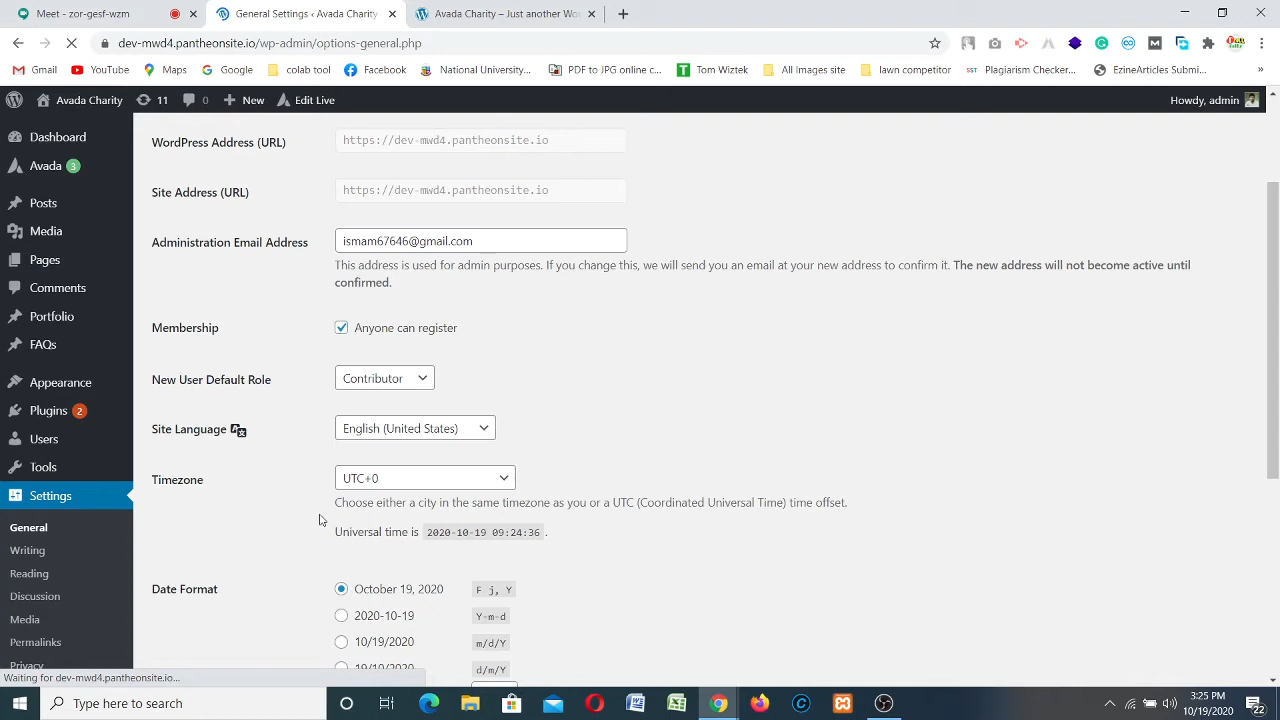 Meet - zor-gesf-wzm
General Settings ‹ Avada Charity
Avada Charity – Just another Wo
dev-mwd4.pantheonsite.io/wp-admin/options-general.php
Gmail
YouTube
Maps
Google
colab tool
Facebook
National University...
PDF to JPG online c...
Tom Wiztek
All Images site
lawn competitor
SST
Plagiarism Checker...
EzineArticles Submi...
»
Avada Charity
11
0
New
Edit Live
Howdy, admin
Dashboard
Avada 3
Posts
Media
Pages
Comments
Portfolio
FAQs
Appearance
Plugins 2
Users
Tools
Settings
General
Writing
Reading
Discussion
Media
Permalinks
Privacy
WordPress Address (URL)
https://dev-mwd4.pantheonsite.io
Site Address (URL)
https://dev-mwd4.pantheonsite.io
Administration Email Address
ismam67646@gmail.com
This address is used for admin purposes. If you change this, we will send you an email at your new address to confirm it. The new address will not become active until
confirmed.
Membership
Anyone can register
New User Default Role
Contributor
Site Language
English (United States)
Timezone
UTC+0
Choose either a city in the same timezone as you or a UTC (Coordinated Universal Time) time offset.
Universal time is 2020-10-19 09:24:36 .
Date Format
October 19, 2020 F j, Y
2020-10-19 Y-m-d
10/19/2020 m/d/Y
19/10/2020 d/m/Y
Waiting for dev-mwd4.pantheonsite.io...
Type here to search
3:25 PM
10/19/2020
22